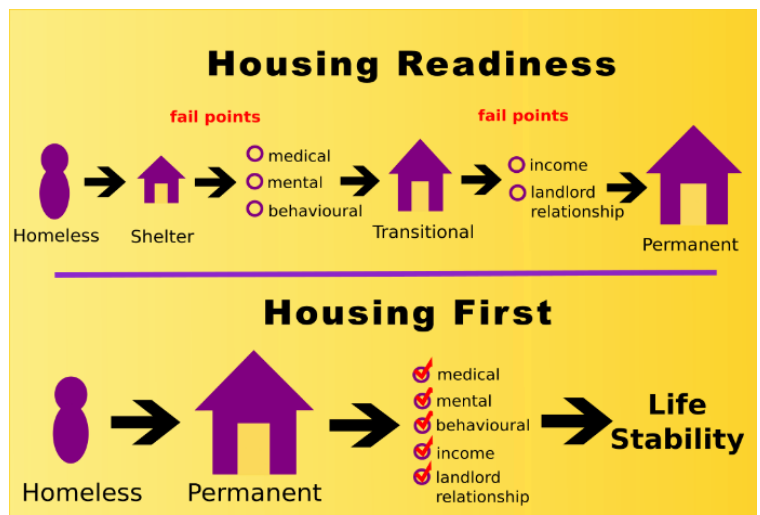 Housing Readiness
fail points
fail points
medical
mental
behavioural
income
landlord
relationship
Homeless
Shelter
Transitional
Permanent
Housing First
medical
mental
behavioural
income
landlord
relationship
Life
Stability
Homeless
Permanent